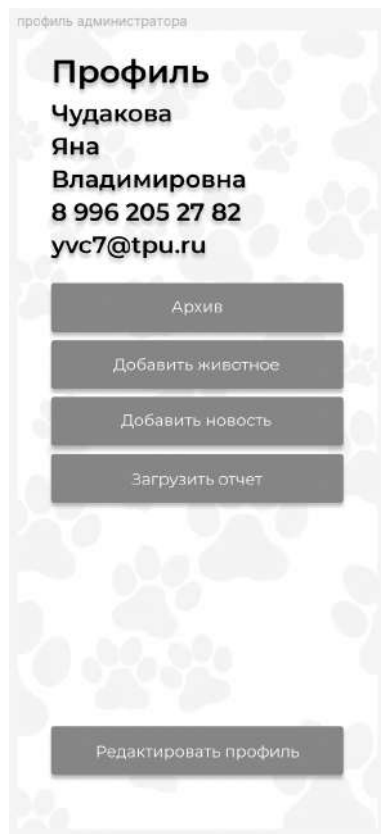 профиль администратора
Профиль
Чудакова
Яна
Владимировна
8 996 205 27 82
yvc7@tpu.ru
Архив
Добавить животное
Добавить новость
Загрузить отчет
Редактировать профиль